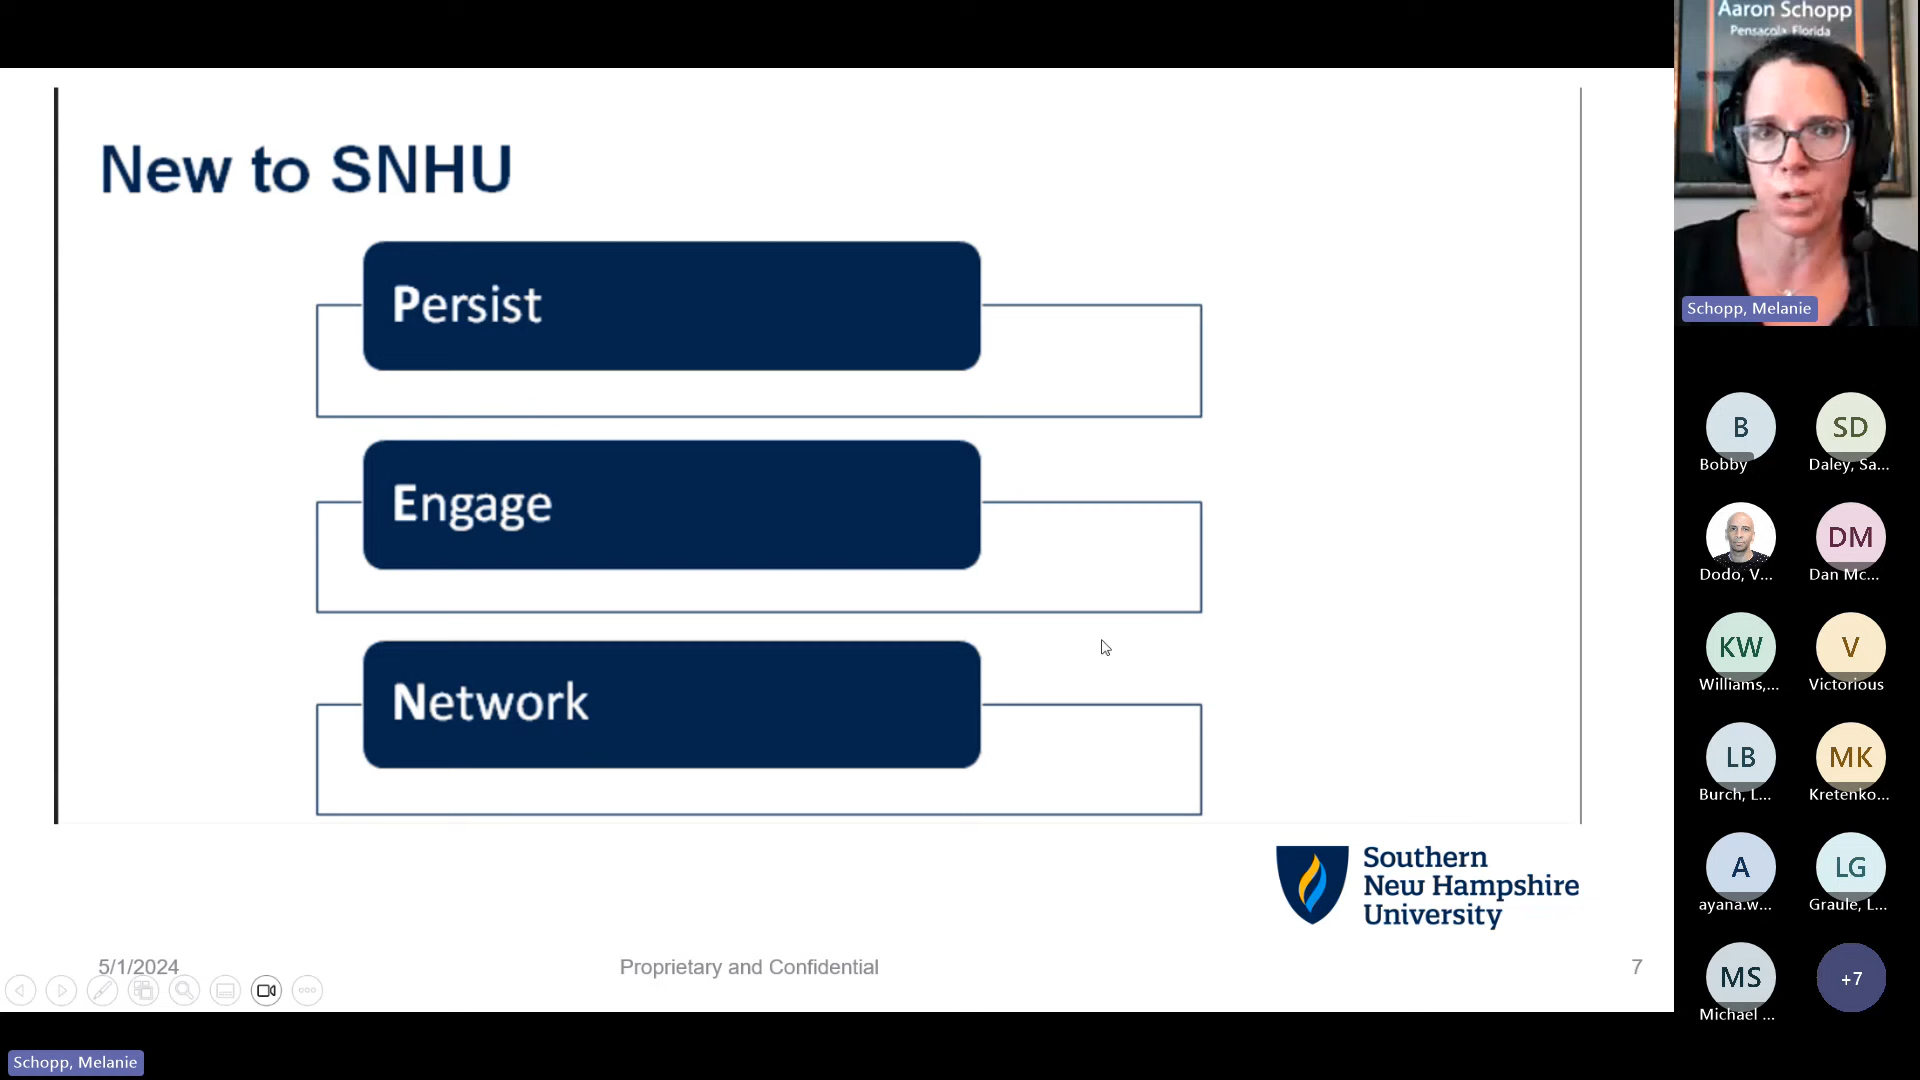 Aaron Schopp
Pensacola Florida
New to SNHU
Persist
Engage
Network
Southern
New Hampshire
University
5/1/2024
Proprietary and Confidential
7
Schopp, Melanie
B
Bobby
SD
Daley, Sa...
Dodo, V...
DM
Dan Mc...
KW
Williams,...
V
Victorious
LB
Burch, L...
MK
Kretenko...
A
ayana.w...
LG
Graule, L...
MS
Michael ...
+7
Schopp, Melanie